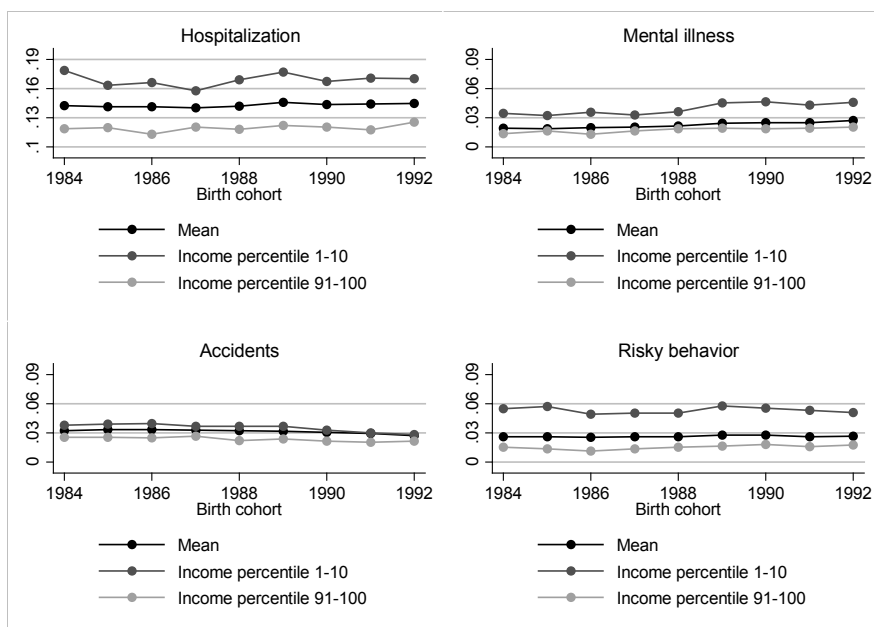 Hospitalization
.19
.16
.13
.1
1984 1986 1988 1990 1992
Birth cohort
Mean
Income percentile 1-10
Income percentile 91-100
Mental illness
.09
.06
.03
0
1984 1986 1988 1990 1992
Birth cohort
Mean
Income percentile 1-10
Income percentile 91-100
Accidents
.09
.06
.03
0
1984 1986 1988 1990 1992
Birth cohort
Mean
Income percentile 1-10
Income percentile 91-100
Risky behavior
.09
.06
.03
0
1984 1986 1988 1990 1992
Birth cohort
Mean
Income percentile 1-10
Income percentile 91-100